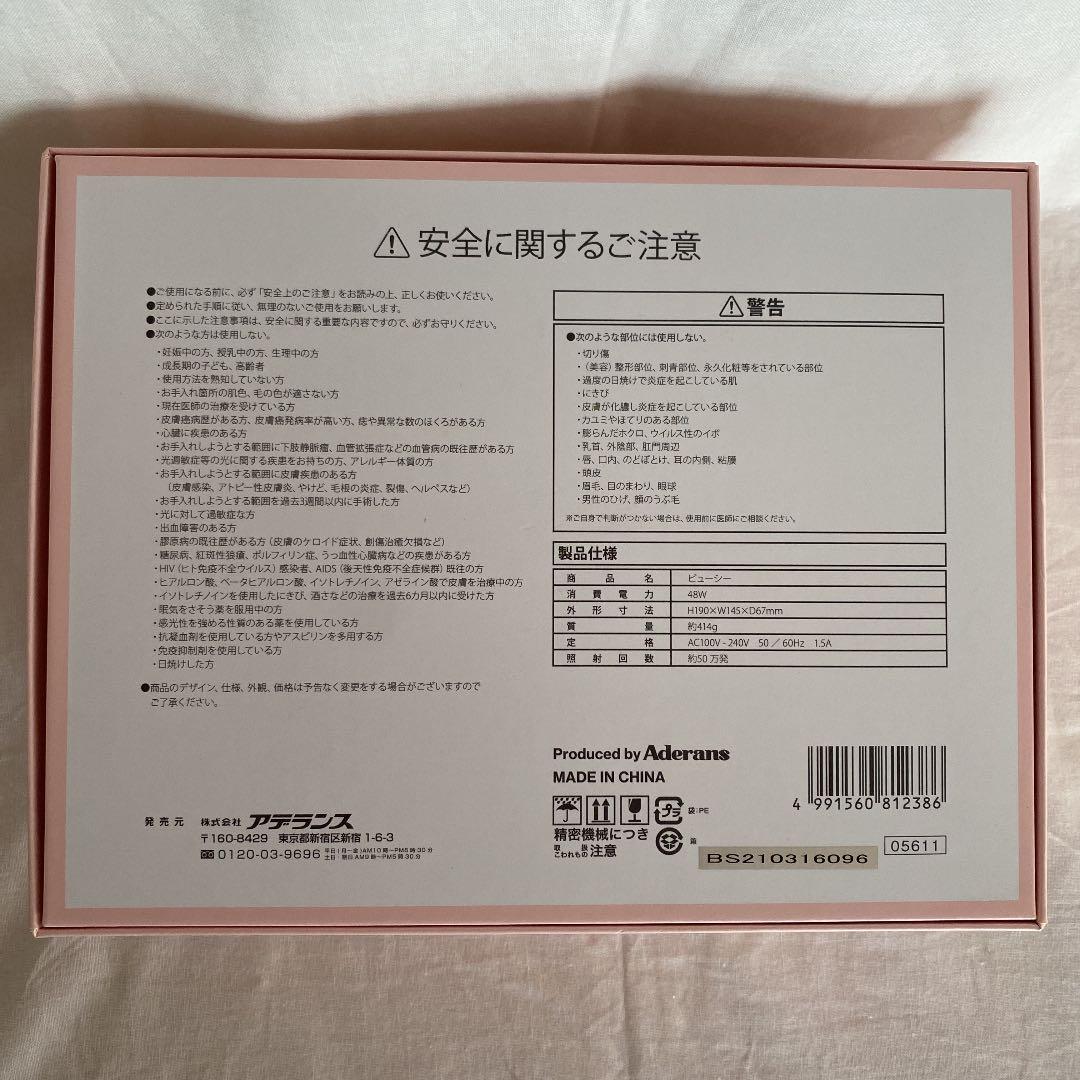 ⚠ 安全に関するご注意
●ご使用になる前に、必ず「安全上のご注意」をお読みの上、正しくお使いください。
●定められた手順に従い、無理のないご使用をお願いします。
●ここに示した注意事項は、安全に関する重要な内容ですので、必ずお守りください。
●次のような方は使用しない。
・妊娠中の方、授乳中の方、生理中の方
・成長期の子ども、高齢者
・使用方法を熟知していない方
・お手入れ箇所の肌色、毛の色が適さない方
・現在医師の治療を受けている方
・皮膚癌病歴がある方、皮膚癌発病率が高い方、痣や異常な数のほくろがある方
・心臓に疾患のある方
・お手入れしようとする範囲に下肢静脈瘤、血管拡張症などの血管病の既往歴がある方
・光過敏症等の光に関する疾患をお持ちの方、アレルギー体質の方
・お手入れしようとする範囲に皮膚疾患のある方
（皮膚感染、アトピー性皮膚炎、やけど、毛根の炎症、裂傷、ヘルペスなど）
・お手入れしようとする範囲を過去3週間以内に手術した方
・光に対して過敏症な方
・出血障害のある方
・膠原病の既往歴がある方（皮膚のケロイド症状、創傷治癒欠損など）
・糖尿病、紅斑性狼瘡、ポルフィリン症、うっ血性心臓病などの疾患がある方
・HIV（ヒト免疫不全ウイルス）感染者、AIDS（後天性免疫不全症候群）既往の方
・ヒアルロン酸、ベータヒアルロン酸、イソトレチノイン、アゼライン酸で皮膚を治療中の方
・イソトレチノインを使用したにきび、酒さなどの治療を過去6カ月以内に受けた方
・眠気をさそう薬を服用中の方
・感光性を強める性質のある薬を使用している方
・抗凝血剤を使用している方やアスピリンを多用する方
・免疫抑制剤を使用している方
・日焼けした方
●商品のデザイン、仕様、外観、価格は予告なく変更をする場合がございますので
ご了承ください。
発売元 株式会社 アデランス
〒160-8429 東京都新宿区新宿 1-6-3
0120-03-9696 平日(月～金)AM10時～PM8時30分
土日・祝日AM9時～PM5時30分
⚠警告
●次のような部位には使用しない。
・切り傷
・（美容）整形部位、刺青部位、永久化粧等をされている部位
・過度の日焼けで炎症を起こしている肌
・にきび
・皮膚が化膿し炎症を起こしている部位
・カユミやほてりのある部位
・膨らんだホクロ、ウイルス性のイボ
・乳首、外陰部、肛門周辺
・唇、口内、のどぼとけ、耳の内側、粘膜
・頭皮
・眉毛、目のまわり、眼球
・男性のひげ、顔のうぶ毛
※ご自身で判断がつかない場合は、使用前に医師にご相談ください。
製品仕様
商品名 ビューシー
消費電力 48W
外形寸法 H190×W145×D67mm
質量 約414g
定格 AC100V - 240V 50／60Hz 1.5A
照射回数 約50万発
Produced by Aderans
MADE IN CHINA
プラ 袋:PE
精密機械につき
取扱注意
こわれもの
箱
4 991560 812386
BS210316096
05611